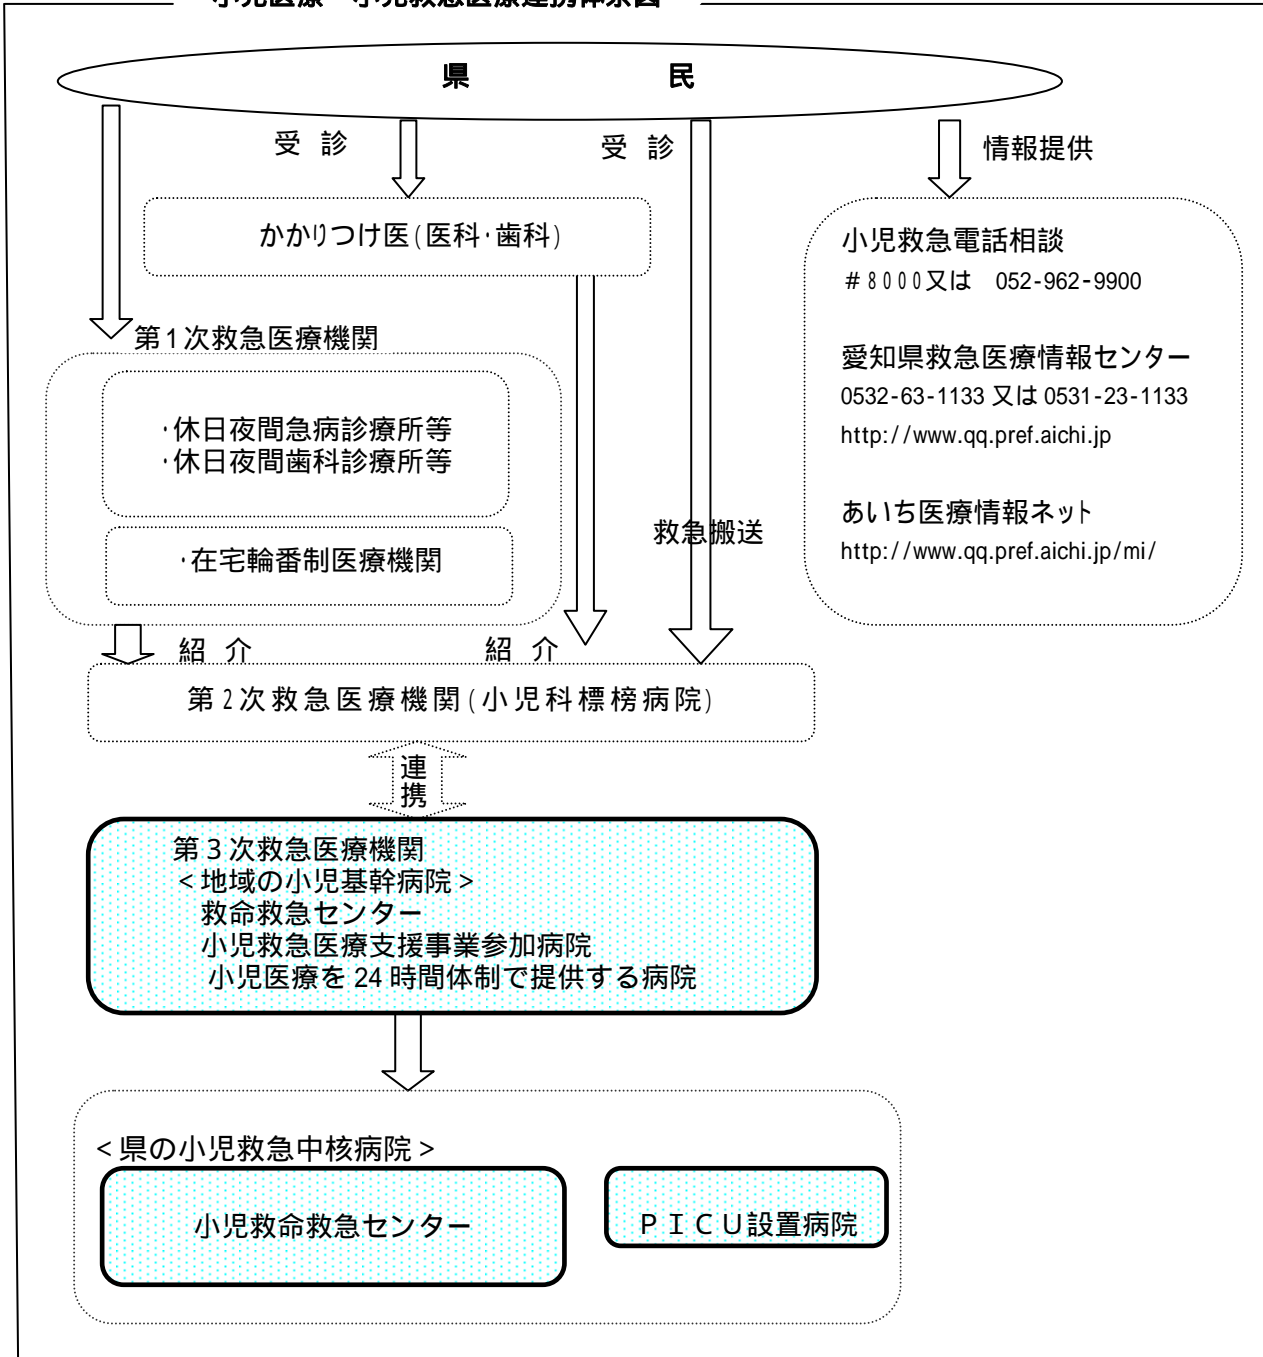 県　民
受 診
受 診
情報提供
かかりつけ医(医科・歯科)
小児救急電話相談
＃8000又は　052-962-9900
愛知県救急医療情報センター
0532-63-1133 又は 0531-23-1133
http://www.qq.pref.aichi.jp
あいち医療情報ネット
http://www.qq.pref.aichi.jp/mi/
第1次救急医療機関
・休日夜間急病診療所等
・休日夜間歯科診療所等
・在宅輪番制医療機関
救急搬送
紹 介
紹 介
第2次救急医療機関(小児科標榜病院)
連携
第３次救急医療機関
＜地域の小児基幹病院＞
救命救急センター
小児救急医療支援事業参加病院
小児医療を 24 時間体制で提供する病院
＜県の小児救急中核病院＞
小児救命救急センター
ＰＩＣＵ設置病院